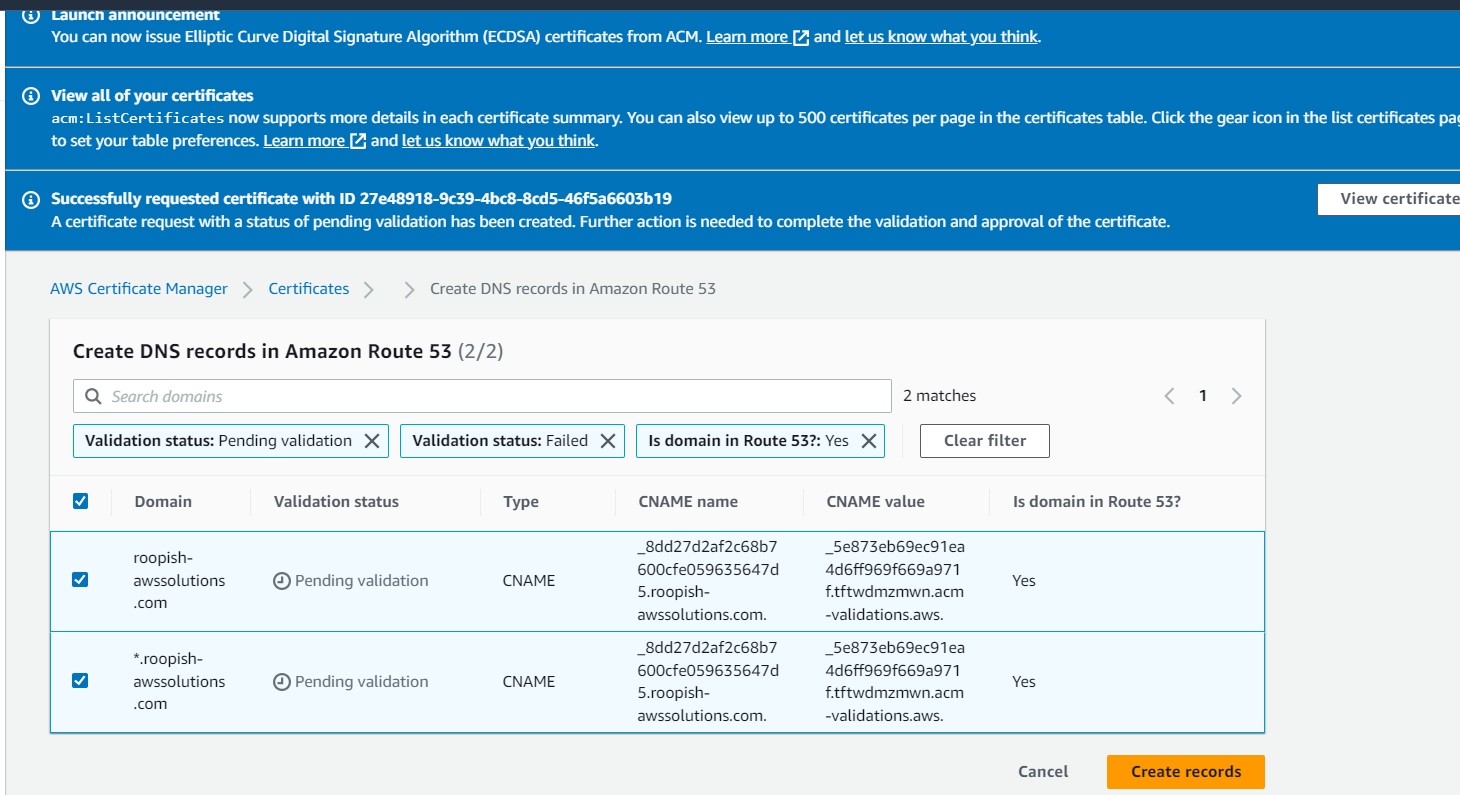 Launch announcement
You can now issue Elliptic Curve Digital Signature Algorithm (ECDSA) certificates from ACM. Learn more and let us know what you think.
View all of your certificates
acm:ListCertificates now supports more details in each certificate summary. You can also view up to 500 certificates per page in the certificates table. Click the gear icon in the list certificates
to set your table preferences. Learn more and let us know what you think.
Successfully requested certificate with ID 27e48918-9c39-4bc8-8cd5-46f5a6603b19
View certificate
A certificate request with a status of pending validation has been created. Further action is needed to complete the validation and approval of the certificate.
AWS Certificate Manager > Certificates > > Create DNS records in Amazon Route 53
Create DNS records in Amazon Route 53 (2/2)
Search domains
2 matches
< 1 >
Validation status: Pending validation
Validation status: Failed
Is domain in Route 53?: Yes
Clear filter
Domain
Validation status
Type
CNAME name
CNAME value
Is domain in Route 53?
roopish-
awssolutions
.com
Pending validation
CNAME
_8dd27d2af2c68b7
600cfe059635647d
5.roopish-
awssolutions.com.
_5e873eb69ec91ea
4d6ff969f669a971
f.tftwdmzmwn.acm
-validations.aws.
Yes
*.roopish-
awssolutions
.com
Pending validation
CNAME
_8dd27d2af2c68b7
600cfe059635647d
5.roopish-
awssolutions.com.
_5e873eb69ec91ea
4d6ff969f669a971
f.tftwdmzmwn.acm
-validations.aws.
Yes
Cancel
Create records